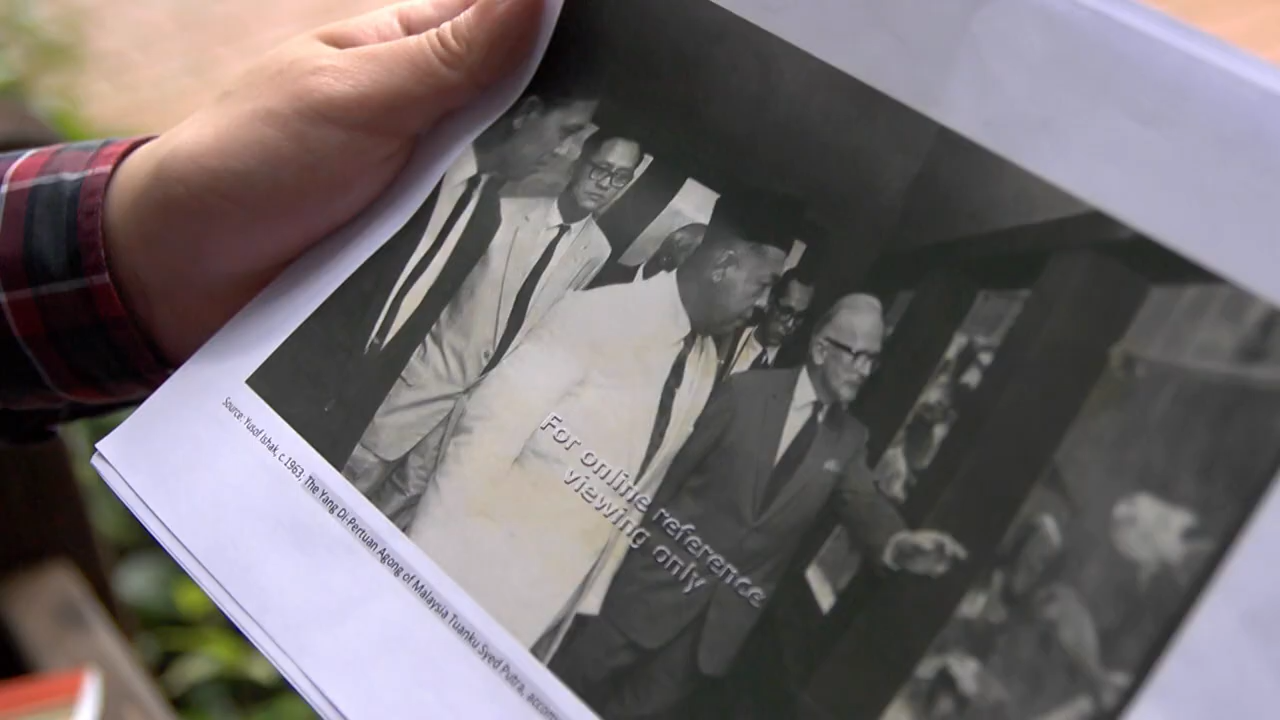 For online reference
viewing only
Source: Yusof Ishak, c.1963, The Yang Di-Pertuan Agong of Malaysia Tuanku Syed Putra,